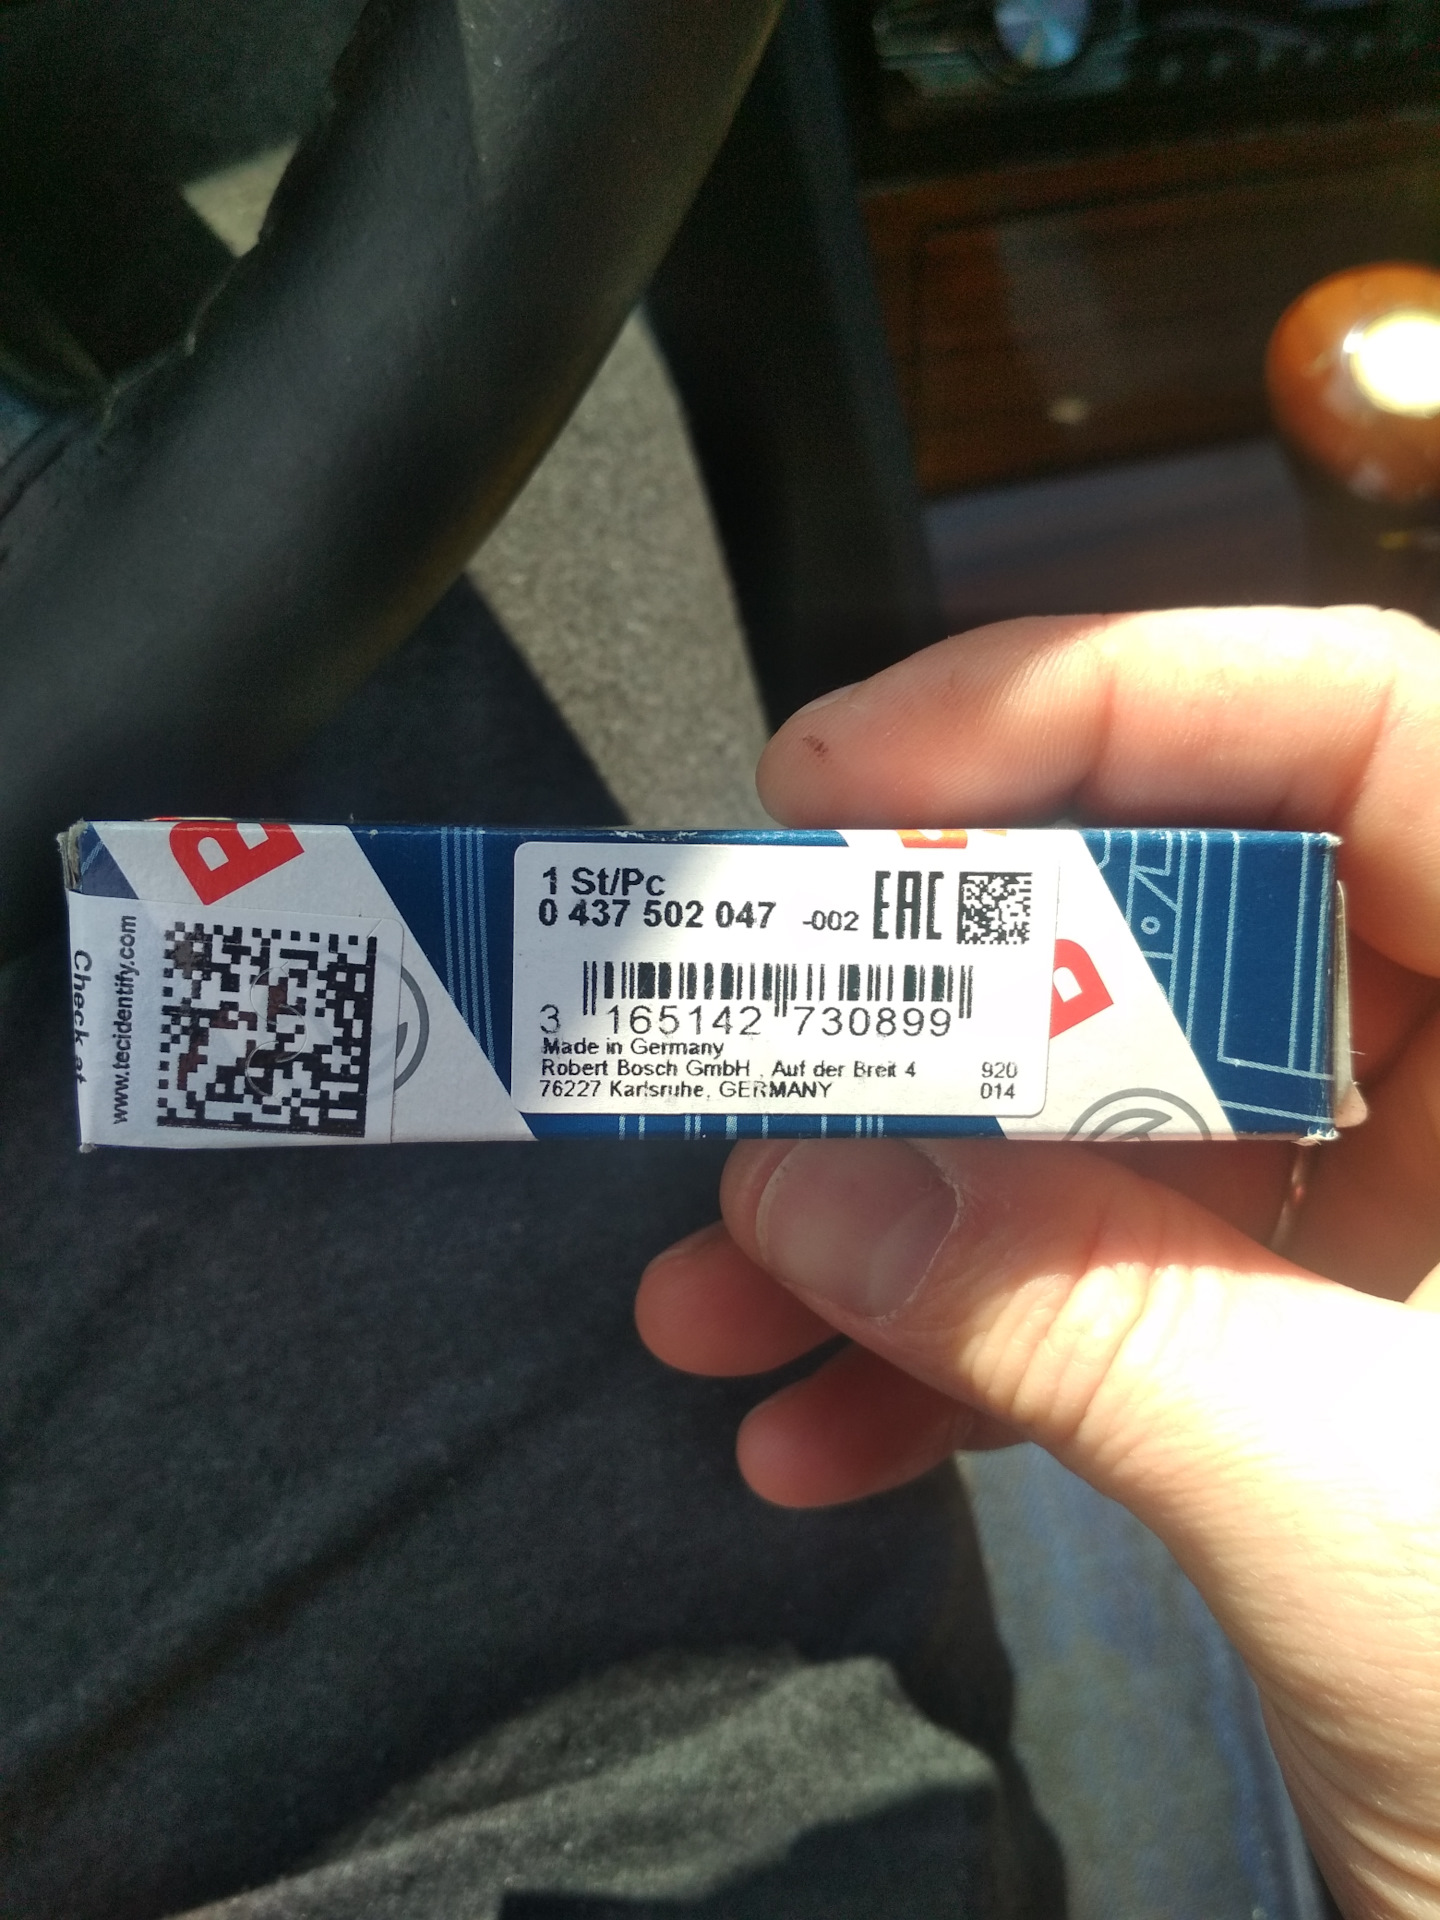 Check at
www.tecidentify.com
1 St/Pc
0 437 502 047 -002 EAC
3 165142 730899
Made in Germany
Robert Bosch GmbH . Auf der Breit 4 920
76227 Karlsruhe, GERMANY 014
B
B